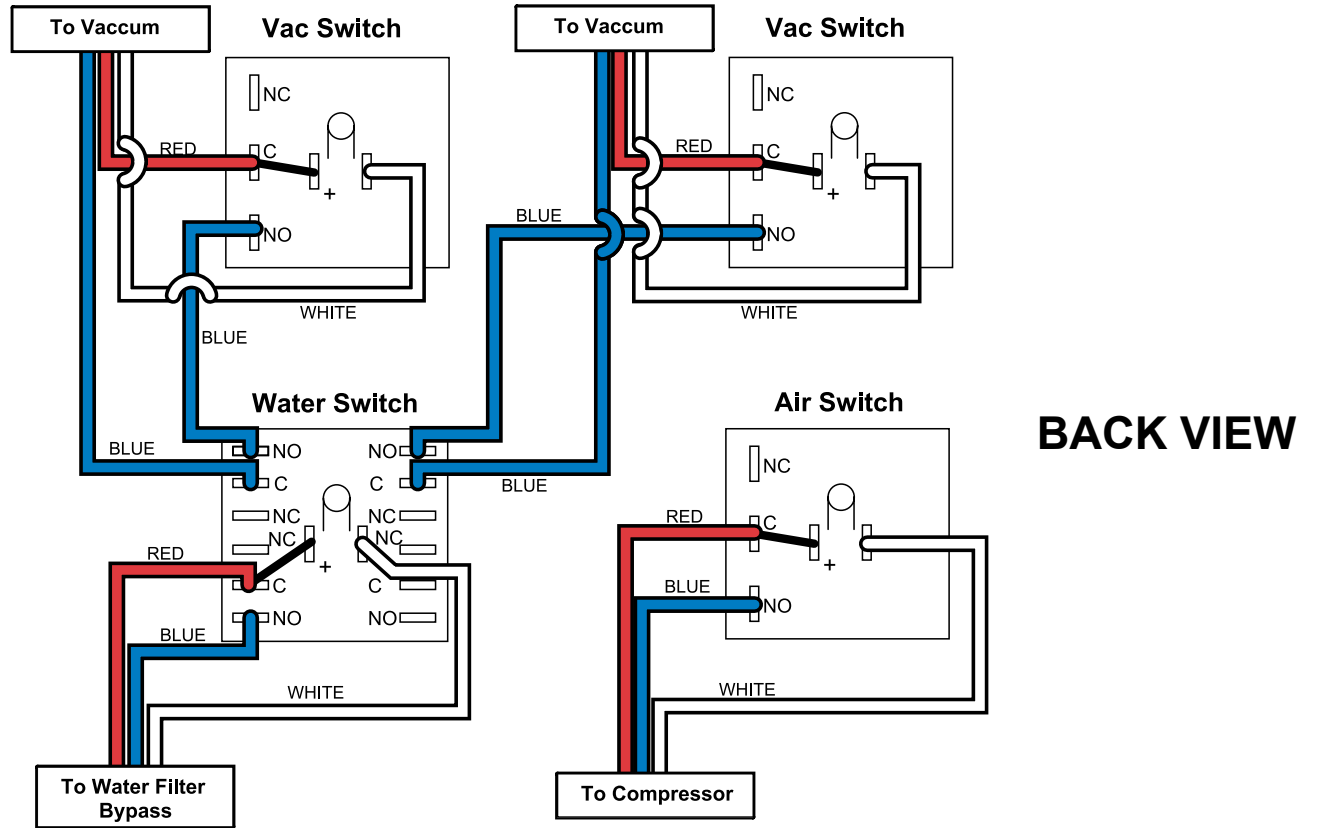 To Vaccum
Vac Switch
To Vaccum
Vac Switch
NC
NC
RED
C
RED
C
+
+
BLUE
NO
NO
WHITE
WHITE
BLUE
Water Switch
Air Switch
BACK VIEW
BLUE
NO
NO
C
C
BLUE
NC
NC
NC
NC
NC
RED
C
RED
+
+
C
C
BLUE
NO
NO
NO
BLUE
WHITE
WHITE
To Water Filter
Bypass
To Compressor